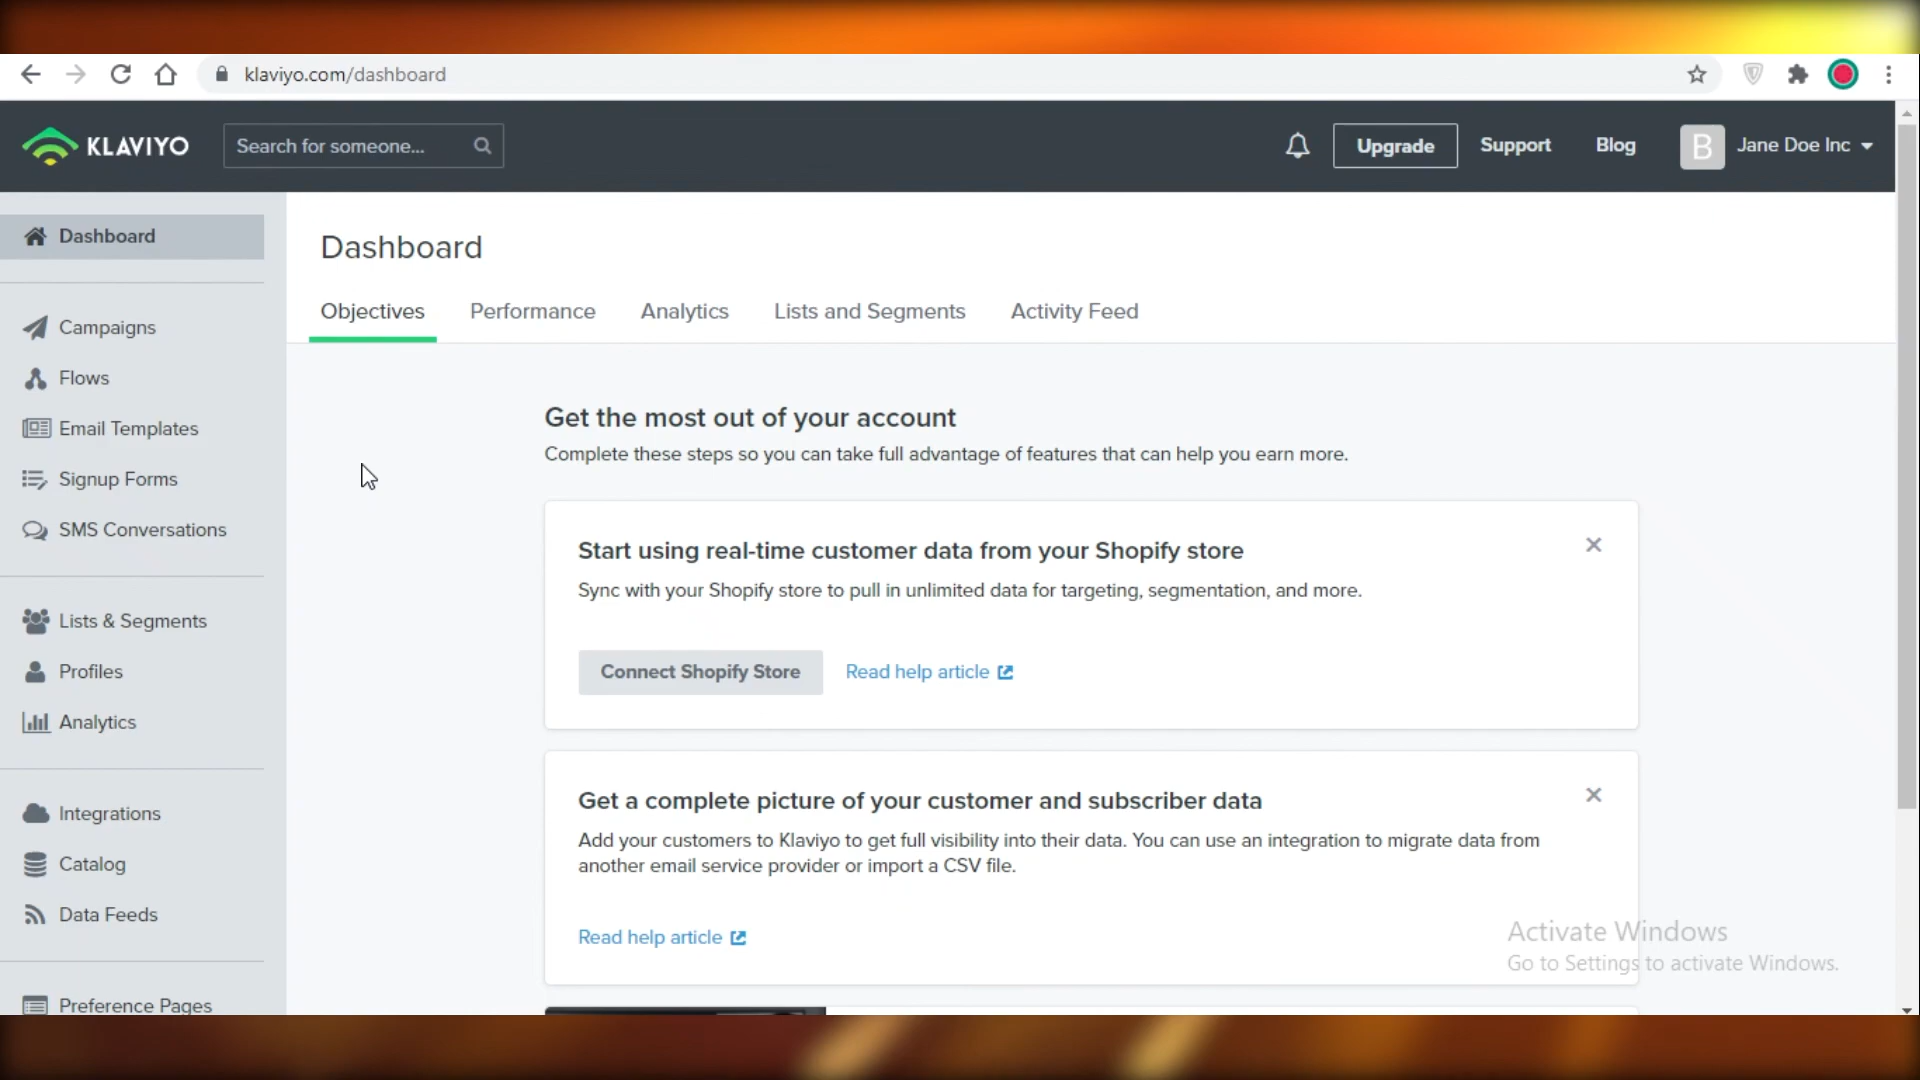 klaviyo.com/dashboard
KLAVIYO
Search for someone...
Upgrade
Support
Blog
B
Jane Doe Inc
Dashboard
Campaigns
Flows
Email Templates
Signup Forms
SMS Conversations
Lists & Segments
Profiles
Analytics
Integrations
Catalog
Data Feeds
Preference Pages
Dashboard
Objectives
Performance
Analytics
Lists and Segments
Activity Feed
Get the most out of your account
Complete these steps so you can take full advantage of features that can help you earn more.
Start using real-time customer data from your Shopify store
Sync with your Shopify store to pull in unlimited data for targeting, segmentation, and more.
Connect Shopify Store
Read help article
Get a complete picture of your customer and subscriber data
Add your customers to Klaviyo to get full visibility into their data. You can use an integration to migrate data from
another email service provider or import a CSV file.
Read help article
Activate Windows
Go to Settings to activate Windows.